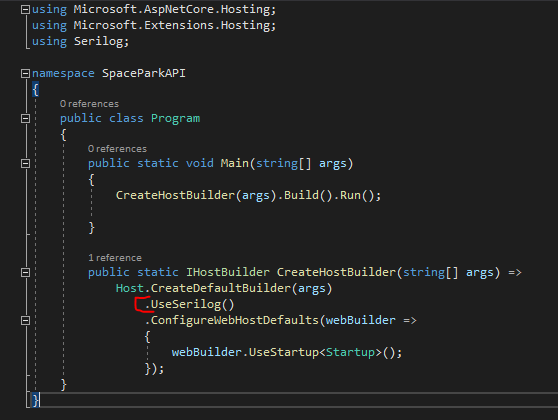 using Microsoft.AspNetCore.Hosting;
using Microsoft.Extensions.Hosting;
using Serilog;
namespace SpaceParkAPI
{
0 references
public class Program
{
0 references
public static void Main(string[] args)
{
CreateHostBuilder(args).Build().Run();
}
1 reference
public static IHostBuilder CreateHostBuilder(string[] args) =>
Host.CreateDefaultBuilder(args)
.UseSerilog()
.ConfigureWebHostDefaults(webBuilder =>
{
webBuilder.UseStartup<Startup>();
});
}
}